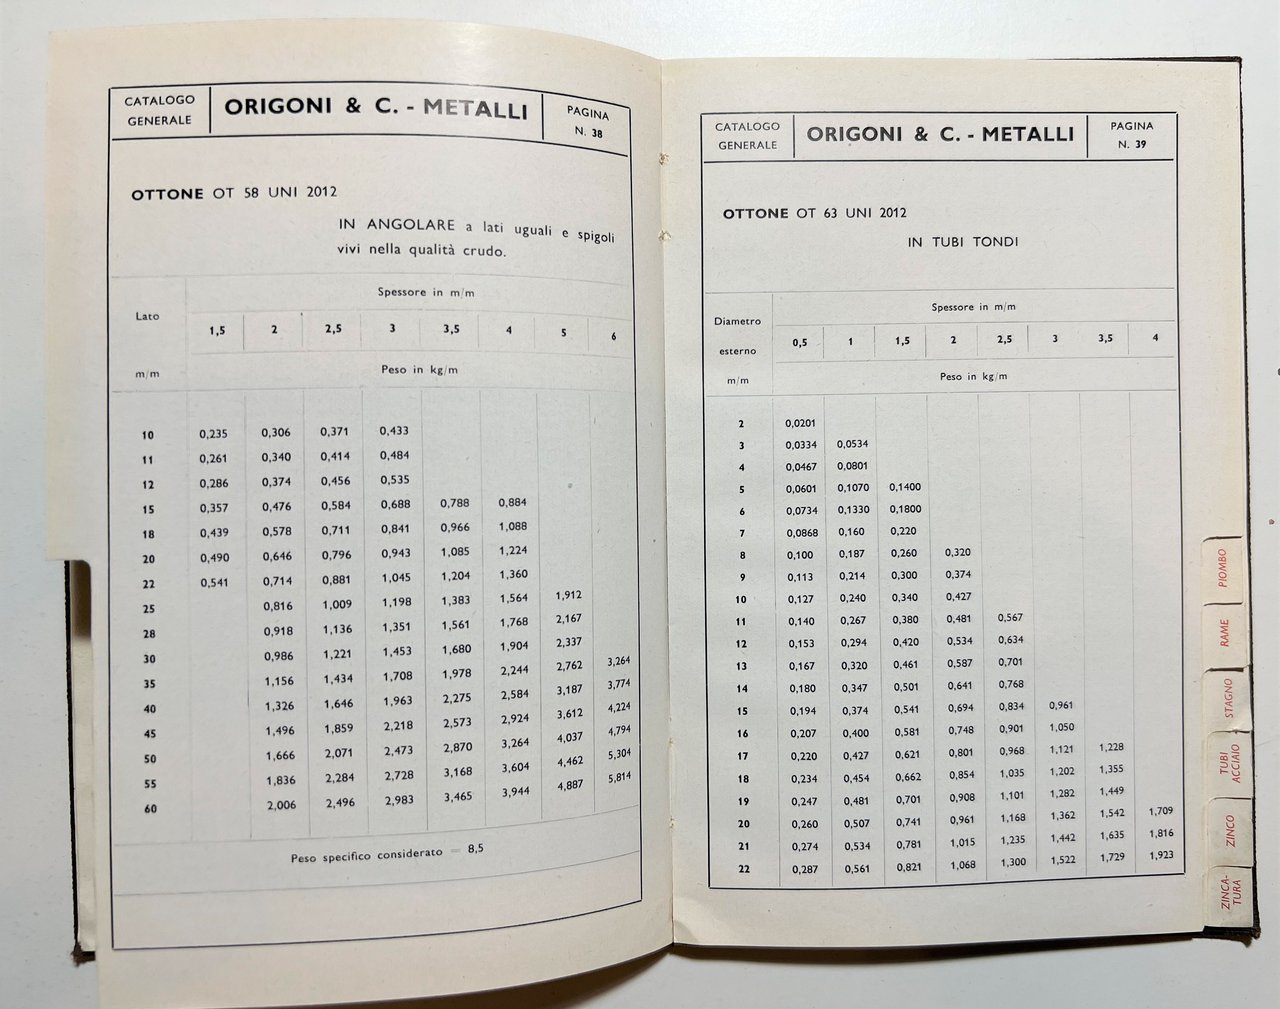 CATALOGO
GENERALE
ORIGONI & C. - METALLI
PAGINA
N. 38
OTTONE OT 58 UNI 2012
IN ANGOLARE a lati uguali e spigoli
vivi nella qualità crudo.
Lato
m/m
Spessore in m/m
1,5 2 2,5 3 3,5 4 5 6
Peso in kg/m
10 0,235 0,306 0,371 0,433
11 0,261 0,340 0,414 0,484
12 0,286 0,374 0,456 0,535
15 0,357 0,476 0,584 0,688 0,788 0,884
18 0,439 0,578 0,711 0,841 0,966 1,088
20 0,490 0,646 0,796 0,943 1,085 1,224
22 0,541 0,714 0,881 1,045 1,204 1,360
25 0,816 1,009 1,198 1,383 1,564 1,912
28 0,918 1,136 1,351 1,561 1,768 2,167
30 0,986 1,221 1,453 1,680 1,904 2,337
35 1,156 1,434 1,708 1,978 2,244 2,762 3,264
40 1,326 1,646 1,963 2,275 2,584 3,187 3,774
45 1,496 1,859 2,218 2,573 2,924 3,612 4,224
50 1,666 2,071 2,473 2,870 3,264 4,037 4,794
55 1,836 2,284 2,728 3,168 3,604 4,462 5,304
60 2,006 2,496 2,983 3,465 3,944 4,887 5,814
Peso specifico considerato = 8,5
CATALOGO
GENERALE
ORIGONI & C. - METALLI
PAGINA
N. 39
OTTONE OT 63 UNI 2012
IN TUBI TONDI
Diametro
esterno
m/m
Spessore in m/m
0,5 1 1,5 2 2,5 3 3,5 4
Peso in kg/m
2 0,0201
3 0,0334 0,0534
4 0,0467 0,0801
5 0,0601 0,1070 0,1400
6 0,0734 0,1330 0,1800
7 0,0868 0,160 0,220
8 0,100 0,187 0,260 0,320
9 0,113 0,214 0,300 0,374
10 0,127 0,240 0,340 0,427
11 0,140 0,267 0,380 0,481 0,567
12 0,153 0,294 0,420 0,534 0,634
13 0,167 0,320 0,461 0,587 0,701
14 0,180 0,347 0,501 0,641 0,768
15 0,194 0,374 0,541 0,694 0,834 0,961
16 0,207 0,400 0,581 0,748 0,901 1,050
17 0,220 0,427 0,621 0,801 0,968 1,121 1,228
18 0,234 0,454 0,662 0,854 1,035 1,202 1,355
19 0,247 0,481 0,701 0,908 1,101 1,282 1,449
20 0,260 0,507 0,741 0,961 1,168 1,362 1,542 1,709
21 0,274 0,534 0,781 1,015 1,235 1,442 1,635 1,816
22 0,287 0,561 0,821 1,068 1,300 1,522 1,729 1,923
PIOMBO
RAME
STAGNO
TUBI
ACCIAIO
ZINCO
ZINCA-
TURA